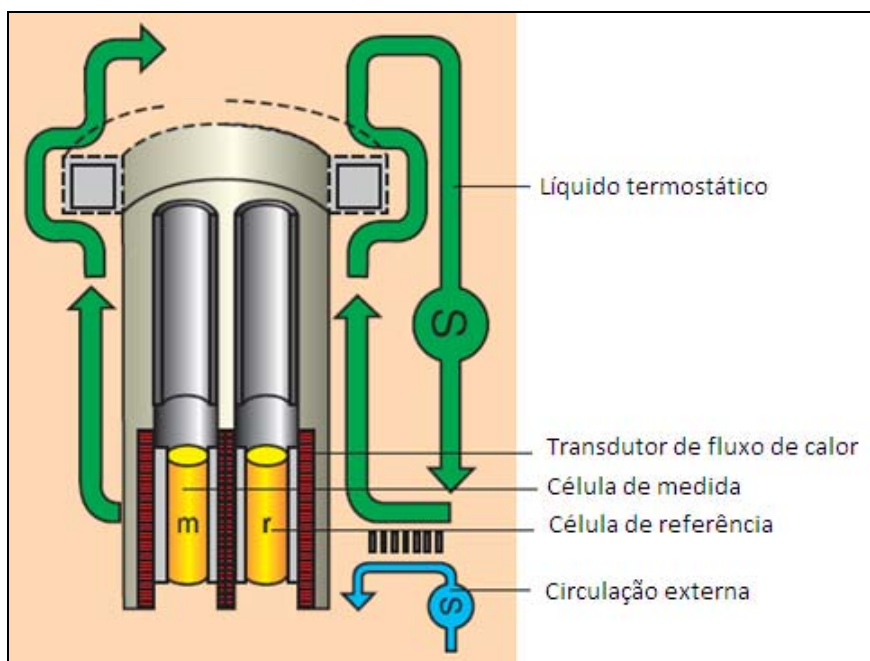 Líquido termostático
S
Transdutor de fluxo de calor
Célula de medida
m
r
Célula de referência
S
Circulação externa